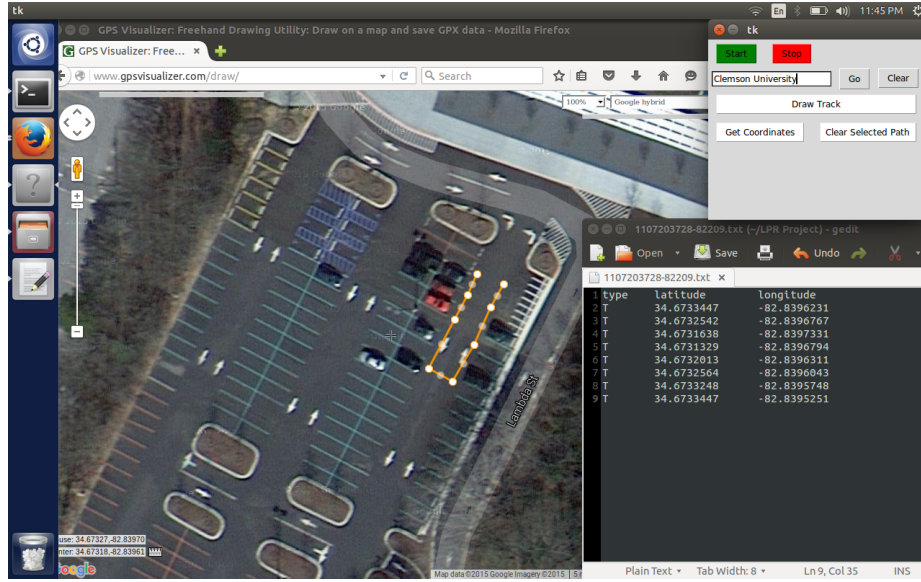 tk
En
11:45 PM
GPS Visualizer: Freehand Drawing Utility: Draw on a map and save GPX data - Mozilla Firefox
GPS Visualizer: Free... ×
www.gpsvisualizer.com/draw/
Search
100%
Google hybrid
tk
Start
Stop
Clemson University
Go
Clear
Draw Track
Get Coordinates
Clear Selected Path
1107203728-82209.txt (~/LPR Project) - gedit
Open
Save
Undo
1107203728-82209.txt ×
1 type latitude longitude
2 T 34.6733447 -82.8396231
3 T 34.6732542 -82.8396767
4 T 34.6731638 -82.8397331
5 T 34.6731329 -82.8396794
6 T 34.6732013 -82.8396311
7 T 34.6732564 -82.8396043
8 T 34.6733248 -82.8395748
9 T 34.6733447 -82.8395251
Lambda St
use: 34.67327,-82.83970
nter: 34.67318,-82.83961
Google
Map data ©2015 Google Imagery ©2015
Plain Text
Tab Width: 8
Ln 9, Col 35
INS